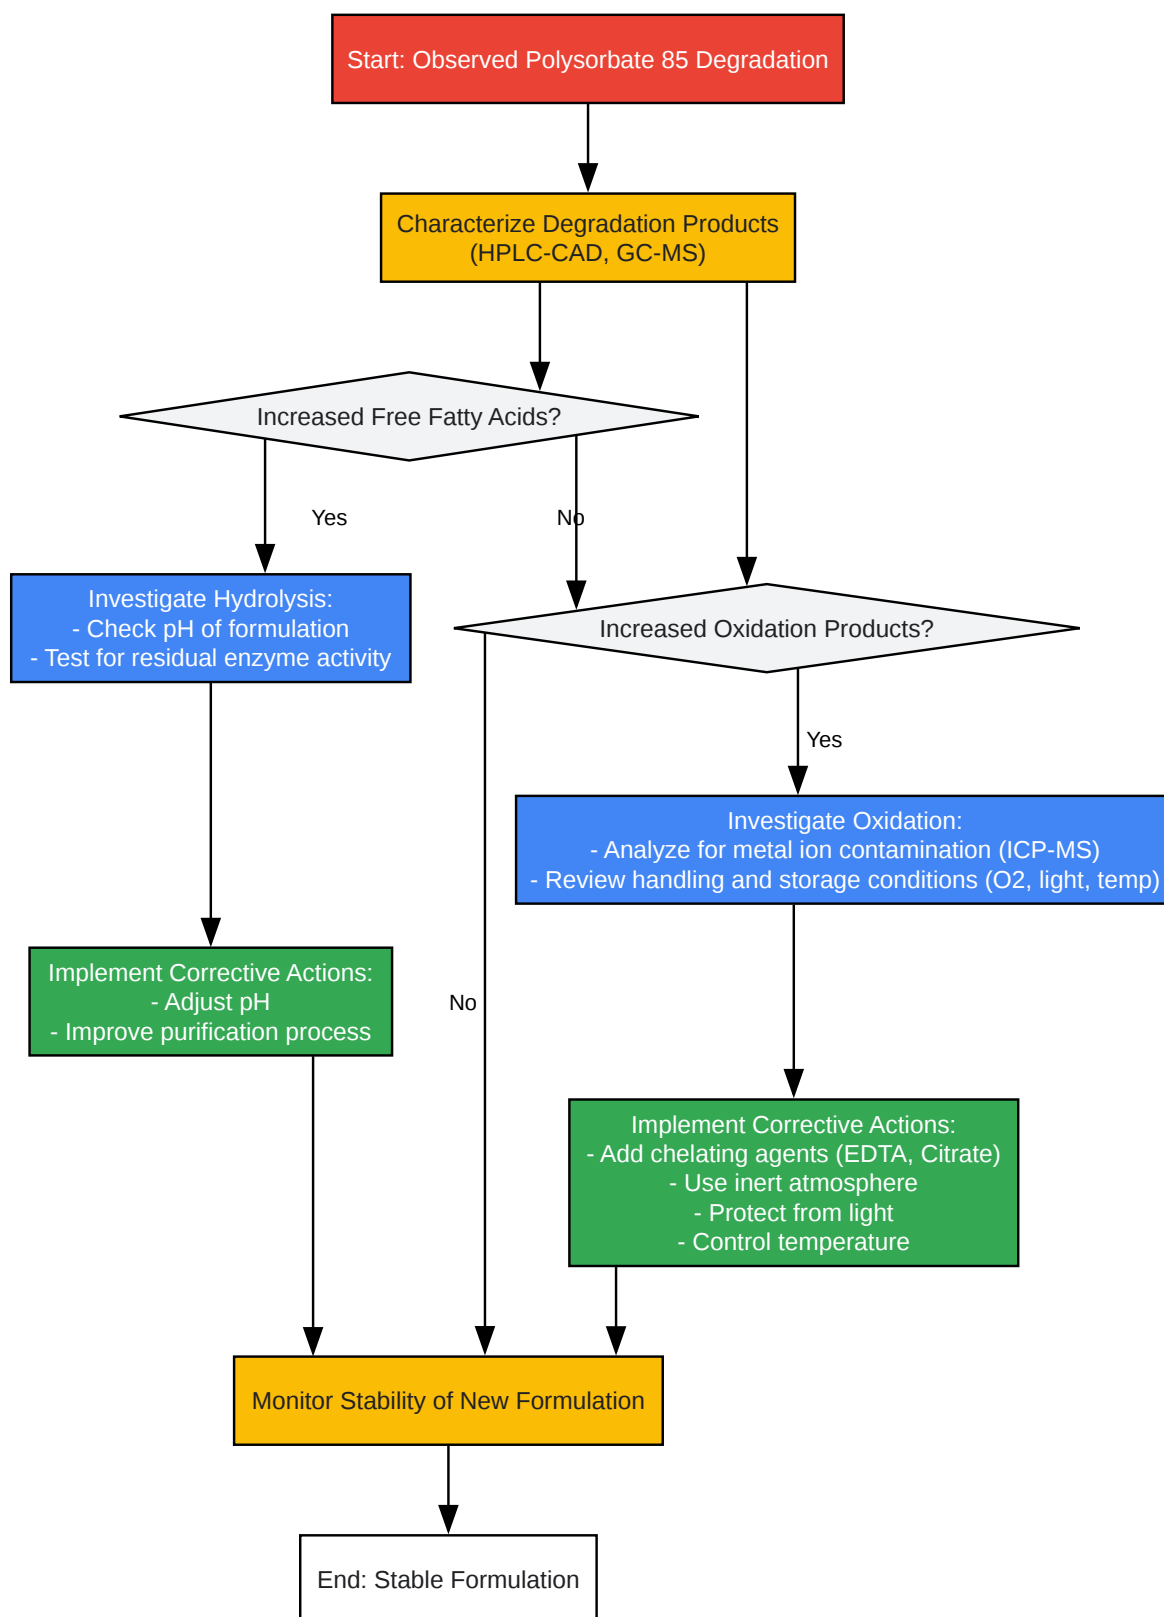 Start: Observed Polysorbate 85 Degradation
Characterize Degradation Products
(HPLC-CAD, GC-MS)
Increased Free Fatty Acids?
Yes
No
Investigate Hydrolysis:
- Check pH of formulation
- Test for residual enzyme activity
Increased Oxidation Products?
Yes
Investigate Oxidation:
- Analyze for metal ion contamination (ICP-MS)
- Review handling and storage conditions (O2, light, temp)
Implement Corrective Actions:
- Adjust pH
- Improve purification process
No
Implement Corrective Actions:
- Add chelating agents (EDTA, Citrate)
- Use inert atmosphere
- Protect from light
- Control temperature
Monitor Stability of New Formulation
End: Stable Formulation